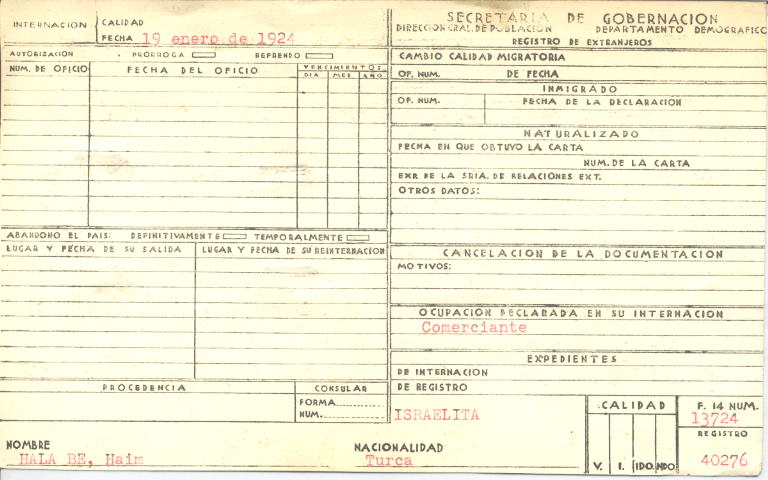 INTERNACION
CALIDAD
FECHA 19 enero de 1924
AUTORIZACIÓN PRORROGA REFRENDO
NUM. DE OFICIO FECHA DEL OFICIO VENCIMIENTOS
DIA MES AÑO
ABANDONO EL PAIS: DEFINITIVAMENTE TEMPORALMENTE
LUGAR Y FECHA DE SU SALIDA LUGAR Y FECHA DE SU REINTERNACION
PROCEDENCIA CONSULAR
FORMA
NUM.
NOMBRE
HALA BE, Haim
SECRETARIA DE GOBERNACION
DIRECCION GRAL. DE POBLACION DEPARTAMENTO DEMOGRAFICO
REGISTRO DE EXTRANJEROS
CAMBIO CALIDAD MIGRATORIA
OF. NUM. DE FECHA
INMIGRADO
OF. NUM. FECHA DE LA DECLARACION
NATURALIZADO
FECHA EN QUE OBTUVO LA CARTA
NUM. DE LA CARTA
EXP. DE LA SRIA. DE RELACIONES EXT.
OTROS DATOS:
CANCELACION DE LA DOCUMENTACION
MOTIVOS:
OCUPACION DECLARADA EN SU INTERNACION
Comerciante
EXPEDIENTES
DE INTERNACION
DE REGISTRO
ISRAELITA
CALIDAD
V. I. IDO. NDO.
F. 14 NUM.
13724
REGISTRO
40276
NACIONALIDAD
Turca